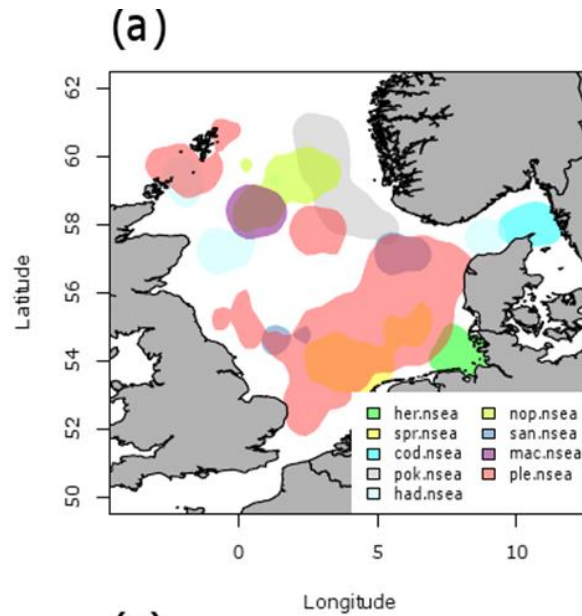 (a)
62
60
58
56
54
52
50
Latitude
her.nsea nop.nsea
spr.nsea san.nsea
cod.nsea mac.nsea
pok.nsea ple.nsea
had.nsea
0 5 10
Longitude